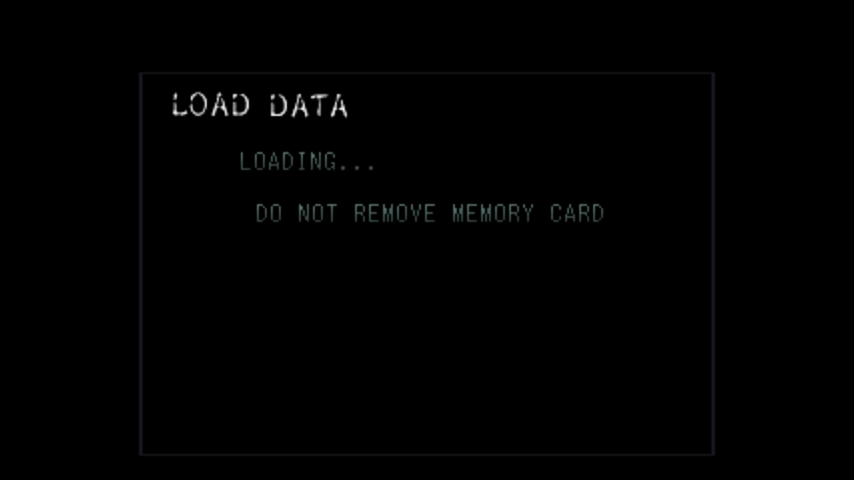 LOAD DATA
LOADING...
DO NOT REMOVE MEMORY CARD